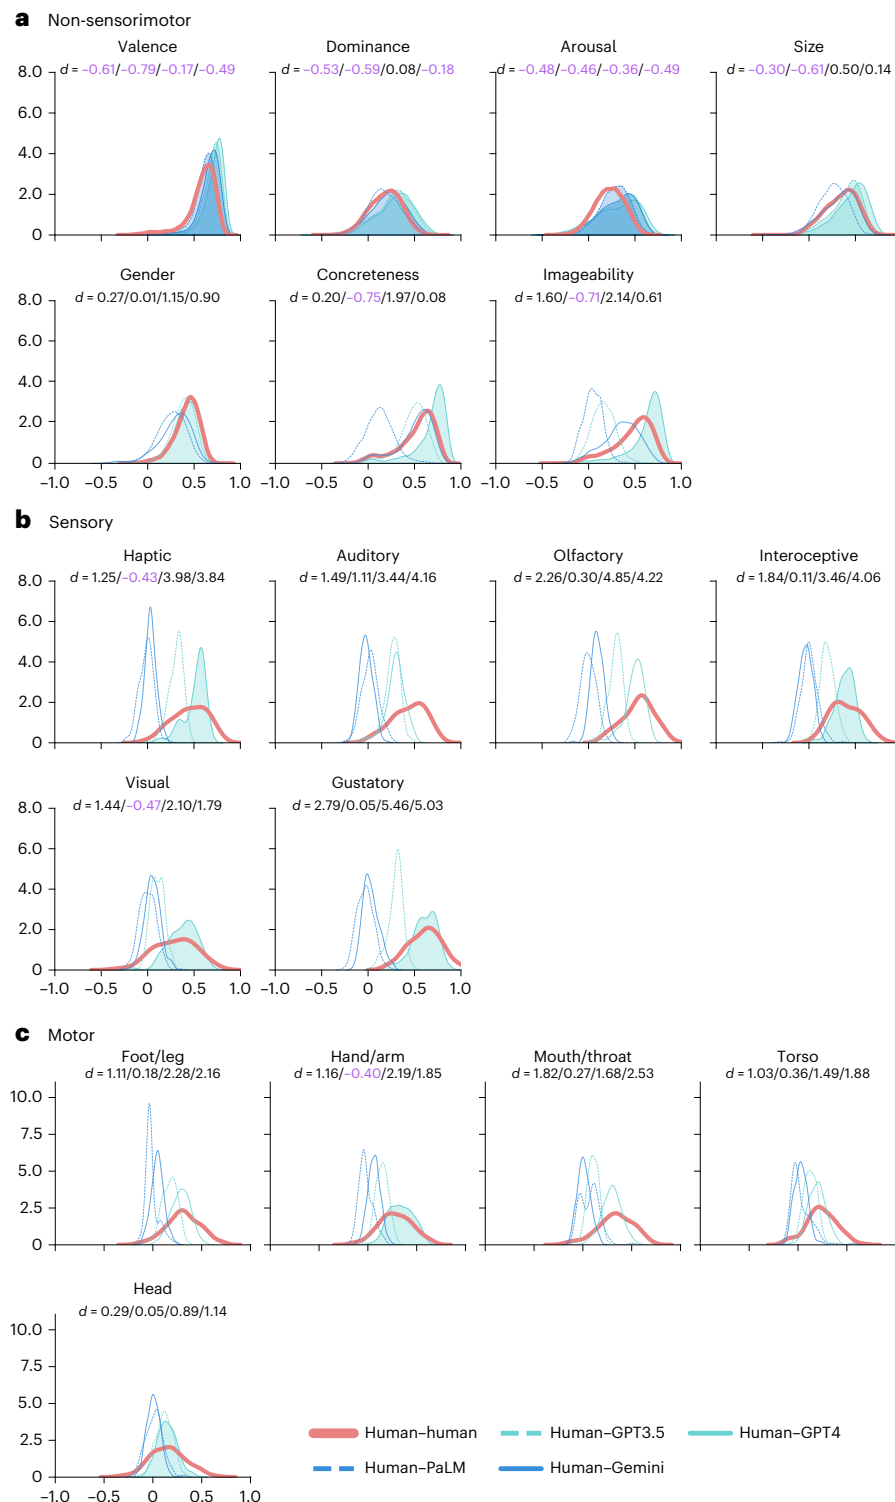 a Non-sensorimotor
Valence Dominance Arousal Size
d = −0.61/−0.79/−0.17/−0.49 d = −0.53/−0.59/0.08/−0.18 d = −0.48/−0.46/−0.36/−0.49 d = −0.30/−0.61/0.50/0.14
8.0
6.0
4.0
2.0
0
Gender Concreteness Imageability
d = 0.27/0.01/1.15/0.90 d = 0.20/−0.75/1.97/0.08 d = 1.60/−0.71/2.14/0.61
8.0
6.0
4.0
2.0
0
−1.0 −0.5 0 0.5 1.0 −1.0 −0.5 0 0.5 1.0 −1.0 −0.5 0 0.5 1.0
b Sensory
Haptic Auditory Olfactory Interoceptive
d = 1.25/−0.43/3.98/3.84 d = 1.49/1.11/3.44/4.16 d = 2.26/0.30/4.85/4.22 d = 1.84/0.11/3.46/4.06
8.0
6.0
4.0
2.0
0
Visual Gustatory
d = 1.44/−0.47/2.10/1.79 d = 2.79/0.05/5.46/5.03
8.0
6.0
4.0
2.0
0
−1.0 −0.5 0 0.5 1.0 −1.0 −0.5 0 0.5 1.0
c Motor
Foot/leg Hand/arm Mouth/throat Torso
d = 1.11/0.18/2.28/2.16 d = 1.16/−0.40/2.19/1.85 d = 1.82/0.27/1.68/2.53 d = 1.03/0.36/1.49/1.88
10.0
7.5
5.0
2.5
0
Head
d = 0.29/0.05/0.89/1.14
10.0
7.5
5.0
2.5
0
−1.0 −0.5 0 0.5 1.0
Human–human Human–GPT3.5 Human–GPT4
Human–PaLM Human–Gemini